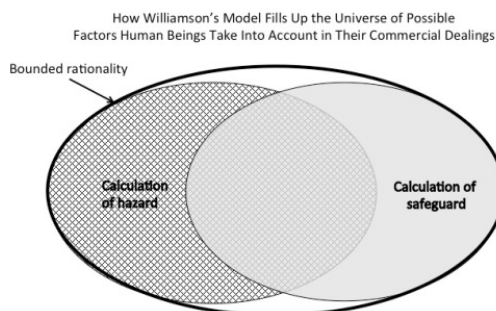 How Williamson's Model Fills Up the Universe of Possible
Factors Human Beings Take Into Account in Their Commercial Dealings
Bounded rationality
Calculation
of hazard
Calculation of
safeguard